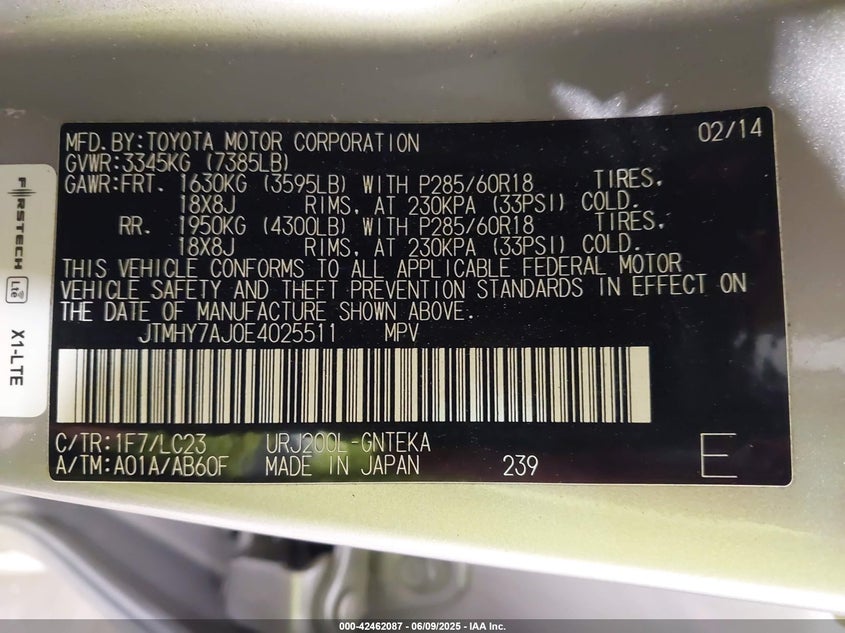 MFD.BY:TOYOTA MOTOR CORPORATION 02/14
GVWR:3345KG (7385LB)
GAWR:FRT. 1630KG (3595LB) WITH P285/60R18 TIRES,
18X8J RIMS, AT 230KPA (33PSI) COLD.
RR. 1950KG (4300LB) WITH P285/60R18 TIRES,
18X8J RIMS, AT 230KPA (33PSI) COLD.
THIS VEHICLE CONFORMS TO ALL APPLICABLE FEDERAL MOTOR
VEHICLE SAFETY AND THEFT PREVENTION STANDARDS IN EFFECT ON
THE DATE OF MANUFACTURE SHOWN ABOVE.
JTMHY7AJ0E4025511 MPV
C/TR:1F7/LC23 URJ200L-GNTEKA
A/TM:A01A/AB60F MADE IN JAPAN 239 E
FIRSTECH
LTE
X1-LTE
000-42462087 - 06/09/2025 - IAA Inc.